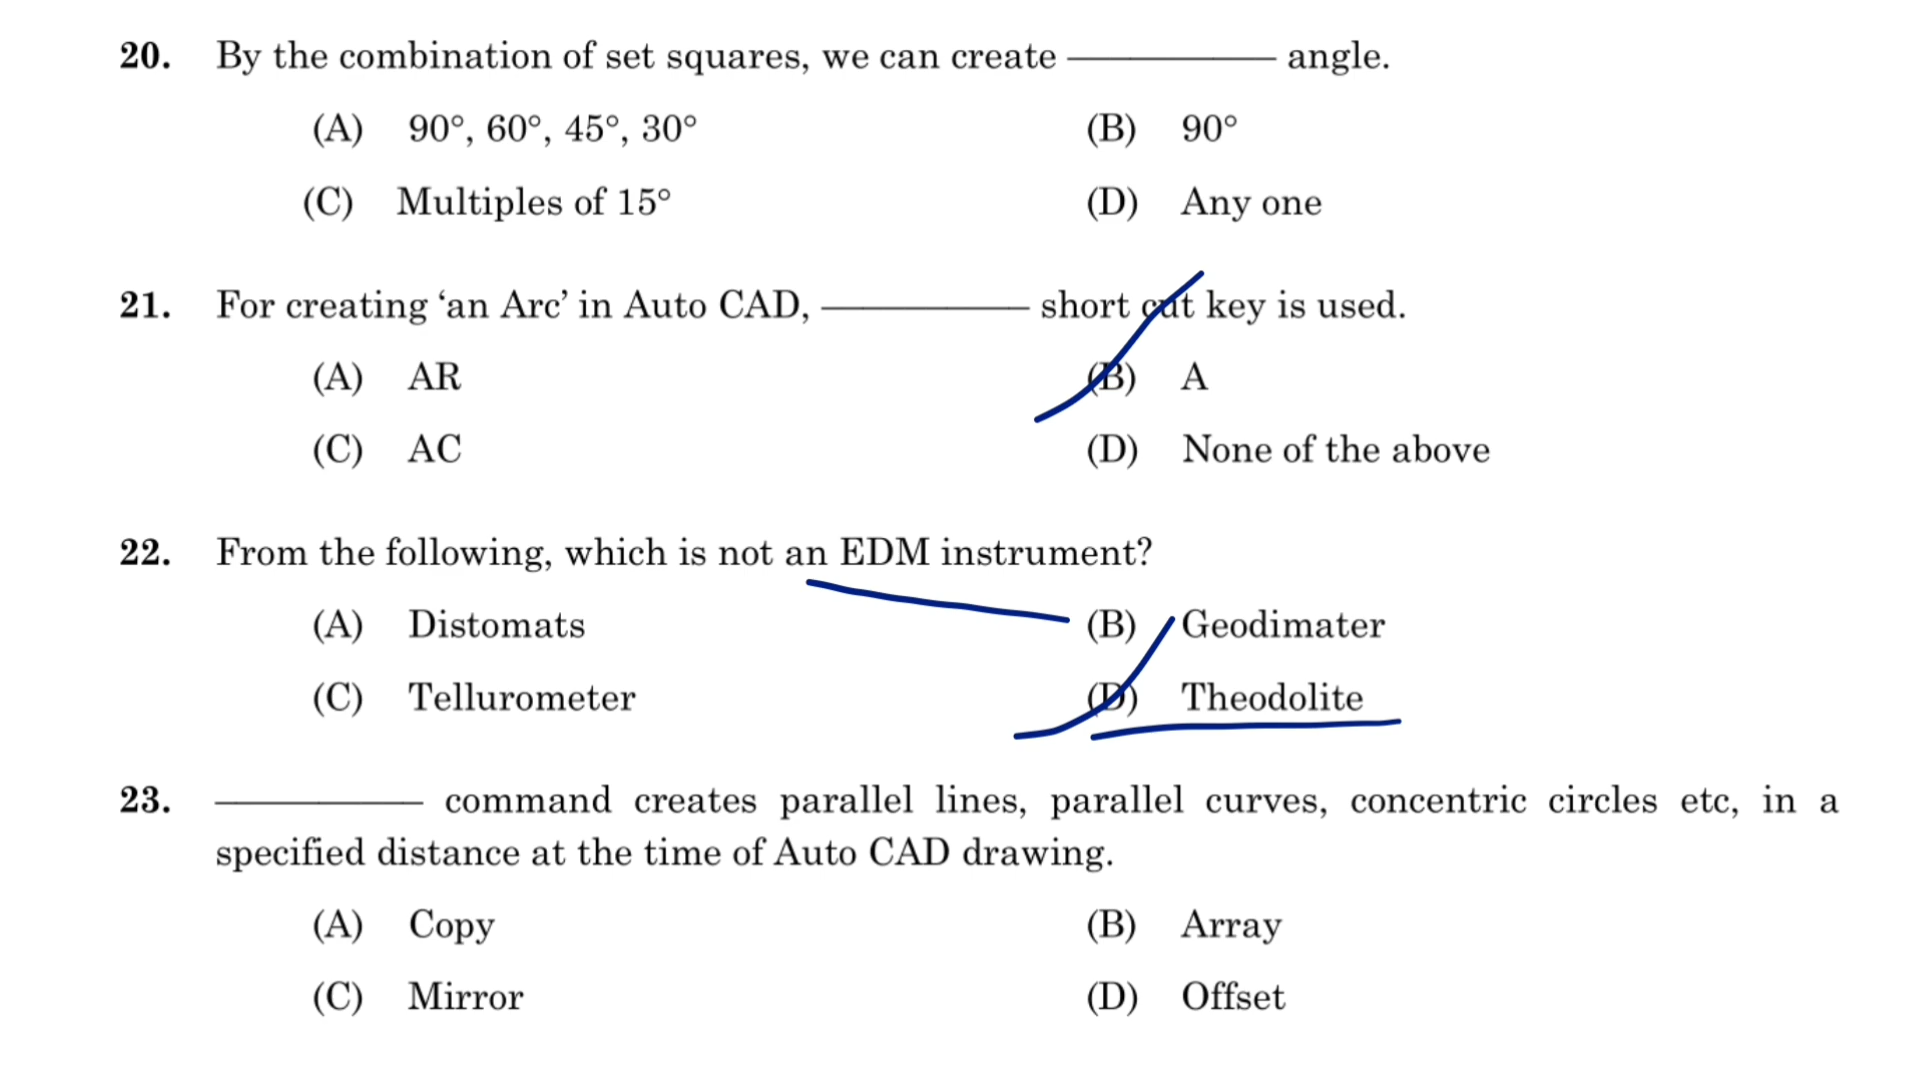 20. By the combination of set squares, we can create ———— angle.
(A) 90°, 60°, 45°, 30° (B) 90°
(C) Multiples of 15° (D) Any one
21. For creating ‘an Arc’ in Auto CAD, ———— short cut key is used.
(A) AR (B) A
(C) AC (D) None of the above
22. From the following, which is not an EDM instrument?
(A) Distomats (B) Geodimater
(C) Tellurometer (D) Theodolite
23. ———— command creates parallel lines, parallel curves, concentric circles etc, in a
specified distance at the time of Auto CAD drawing.
(A) Copy (B) Array
(C) Mirror (D) Offset